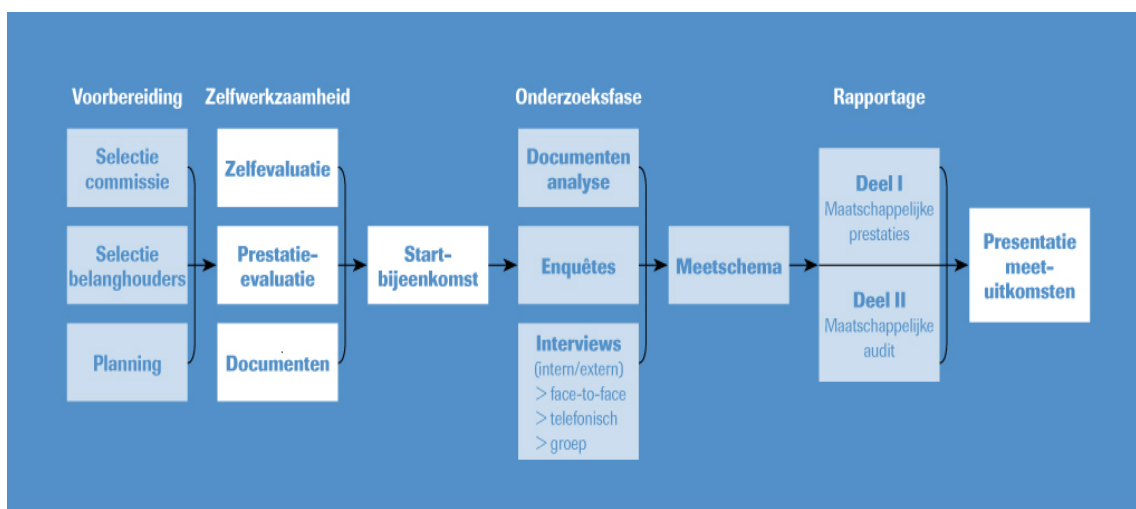 Voorbereiding
Selectie
commissie
Selectie
belanghouders
Planning
Zelfwerkzaamheid
Zelfevaluatie
Prestatie-
evaluatie
Documenten
Start-
bijeenkomst
Onderzoeksfase
Documenten
analyse
Enquêtes
Interviews
(intern/extern)
> face-to-face
> telefonisch
> groep
Meetschema
Rapportage
Deel I
Maatschappelijke
prestaties
Deel II
Maatschappelijke
audit
Presentatie
meet-
uitkomsten